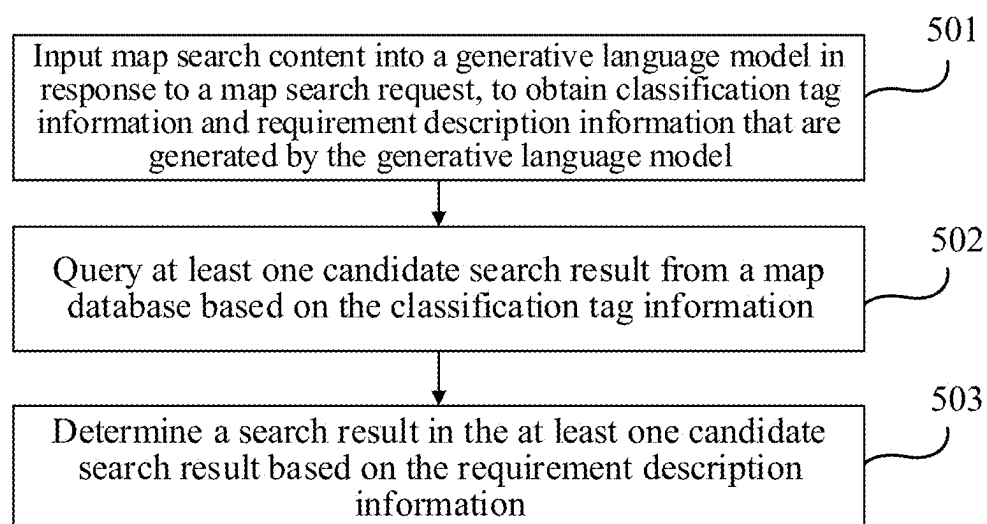 501
Input map search content into a generative language model in
response to a map search request, to obtain classification tag
information and requirement description information that are
generated by the generative language model
502
Query at least one candidate search result from a map
database based on the classification tag information
503
Determine a search result in the at least one candidate
search result based on the requirement description
information